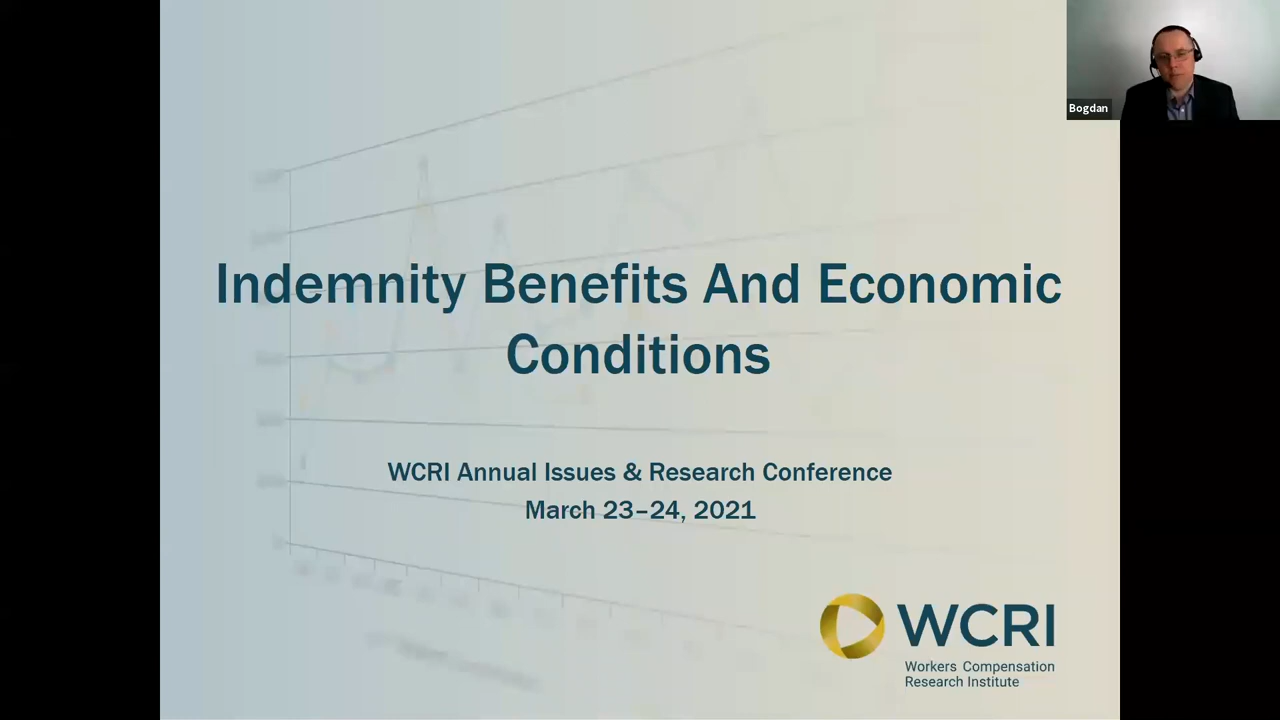 Bogdan
Indemnity Benefits And Economic
Conditions
WCRI Annual Issues & Research Conference
March 23–24, 2021
WCRI
Workers Compensation
Research Institute